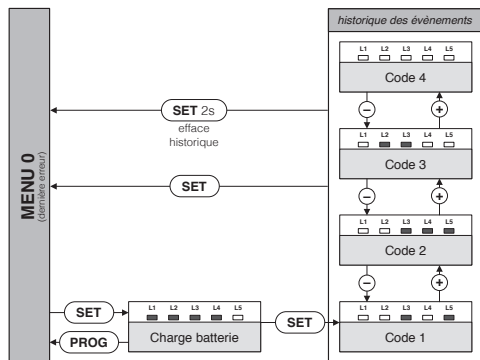 historique des évènements
L1 L2 L3 L4 L5
Code 4
− +
SET 2s
efface
historique
L1 L2 L3 L4 L5
Code 3
SET
− +
MENU 0
(dernière erreur)
L1 L2 L3 L4 L5
Code 2
− +
SET
L1 L2 L3 L4 L5
Charge batterie
PROG
SET
L1 L2 L3 L4 L5
Code 1